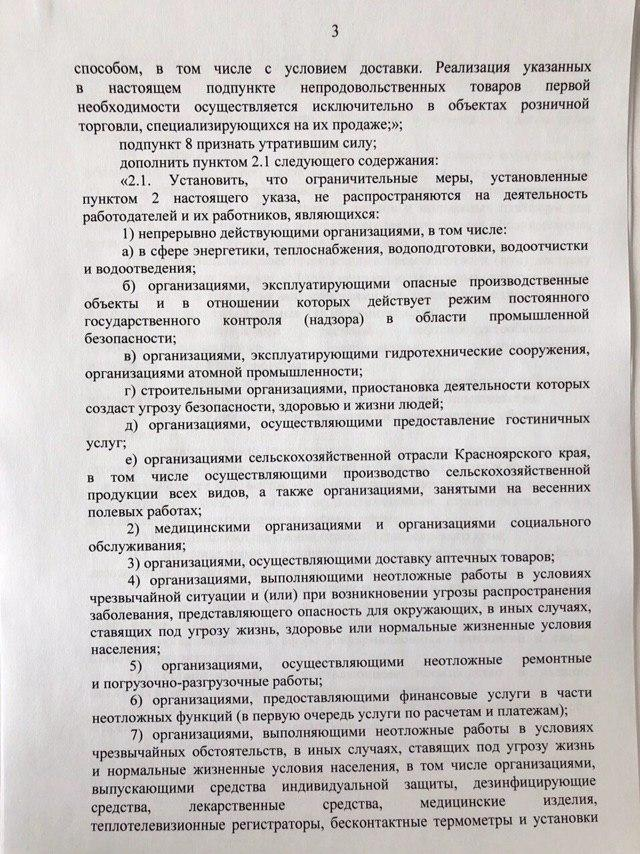 3
способом, в том числе с условием доставки. Реализация указанных
в настоящем подпункте непродовольственных товаров первой
необходимости осуществляется исключительно в объектах розничной
торговли, специализирующихся на их продаже;»;
подпункт 8 признать утратившим силу;
дополнить пунктом 2.1 следующего содержания:
«2.1. Установить, что ограничительные меры, установленные
пунктом 2 настоящего указа, не распространяются на деятельность
работодателей и их работников, являющихся:
1) непрерывно действующими организациями, в том числе:
а) в сфере энергетики, теплоснабжения, водоподготовки, водоочистки
и водоотведения;
б) организациями, эксплуатирующими опасные производственные
объекты и в отношении которых действует режим постоянного
государственного контроля (надзора) в области промышленной
безопасности;
в) организациями, эксплуатирующими гидротехнические сооружения,
организациями атомной промышленности;
г) строительными организациями, приостановка деятельности которых
создаст угрозу безопасности, здоровью и жизни людей;
д) организациями, осуществляющими предоставление гостиничных
услуг;
е) организациями сельскохозяйственной отрасли Красноярского края,
в том числе осуществляющими производство сельскохозяйственной
продукции всех видов, а также организациями, занятыми на весенних
полевых работах;
2) медицинскими организациями и организациями социального
обслуживания;
3) организациями, осуществляющими доставку аптечных товаров;
4) организациями, выполняющими неотложные работы в условиях
чрезвычайной ситуации и (или) при возникновении угрозы распространения
заболевания, представляющего опасность для окружающих, в иных случаях,
ставящих под угрозу жизнь, здоровье или нормальные жизненные условия
населения;
5) организациями, осуществляющими неотложные ремонтные
и погрузочно-разгрузочные работы;
6) организациями, предоставляющими финансовые услуги в части
неотложных функций (в первую очередь услуги по расчетам и платежам);
7) организациями, выполняющими неотложные работы в условиях
чрезвычайных обстоятельств, в иных случаях, ставящих под угрозу жизнь
и нормальные жизненные условия населения, в том числе организациями,
выпускающими средства индивидуальной защиты, дезинфицирующие
средства, лекарственные средства, медицинские изделия,
теплотелевизионные регистраторы, бесконтактные термометры и установки